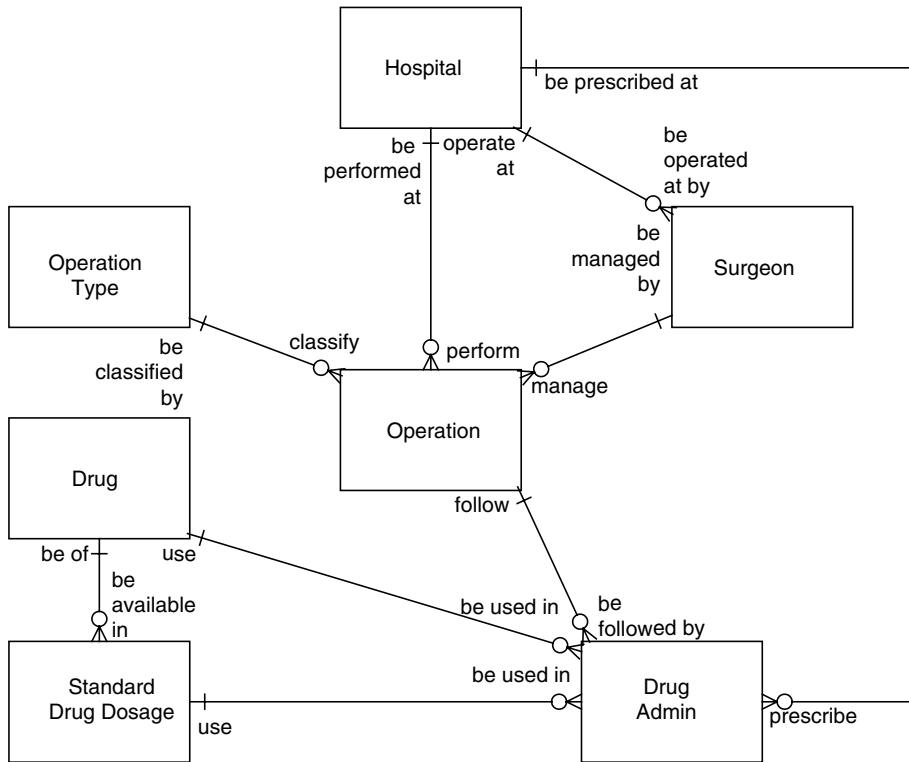 Hospital
be prescribed at
be
performed
at
operate
at
be
operated
at by
Operation
Type
be
managed
by
Surgeon
classify
perform
be
classified
by
manage
Operation
Drug
follow
be of
use
be
available
in
be used in
be
followed by
be used in
Standard
Drug Dosage
use
Drug
Admin
prescribe